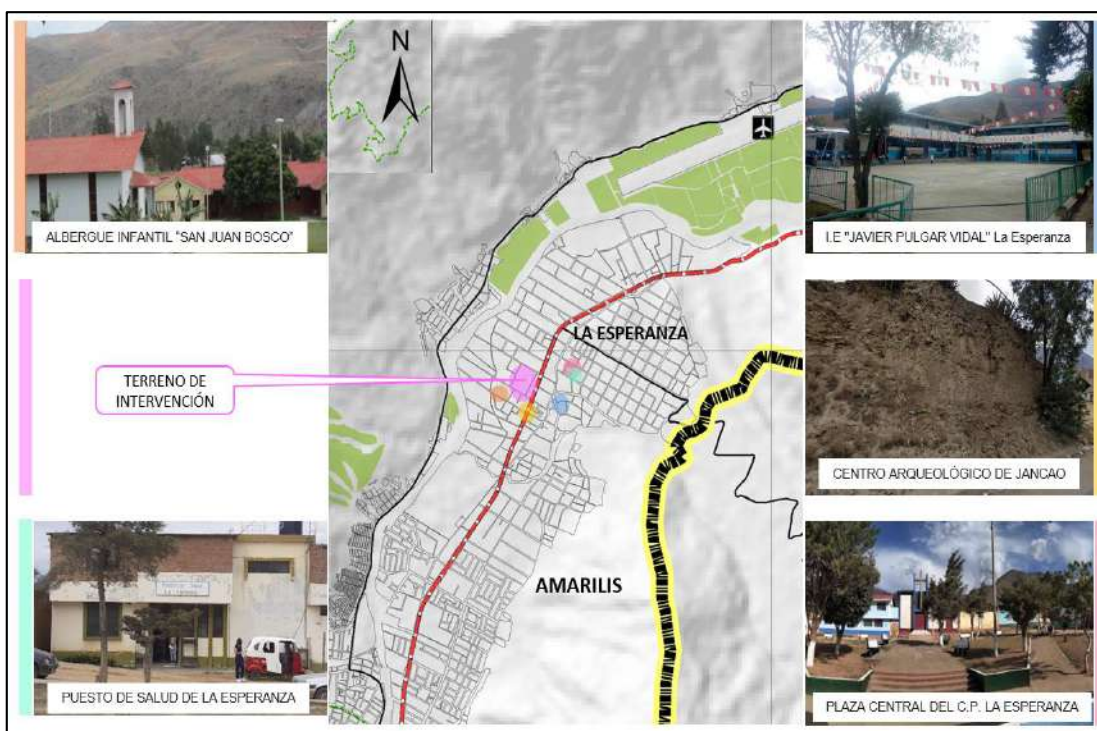 ALBERGUE INFANTIL "SAN JUAN BOSCO"
N
I.E "JAVIER PULGAR VIDAL" La Esperanza
LA ESPERANZA
TERRENO DE
INTERVENCIÓN
CENTRO ARQUEOLÓGICO DE JANCAO
AMARILIS
PUESTO DE SALUD DE LA ESPERANZA
PLAZA CENTRAL DEL C.P. LA ESPERANZA